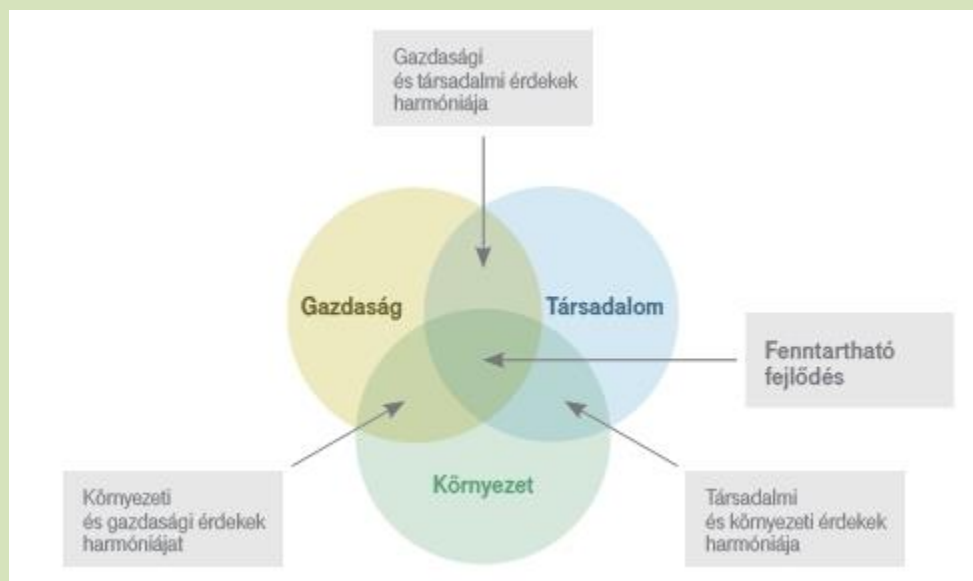 Gazdasági
és társadalmi érdekek
harmóniája
Gazdaság
Társadalom
Fenntartható
fejlődés
Környezet
Környezeti
és gazdasági érdekek
harmóniáját
Társadalmi
és környezeti érdekek
harmóniája